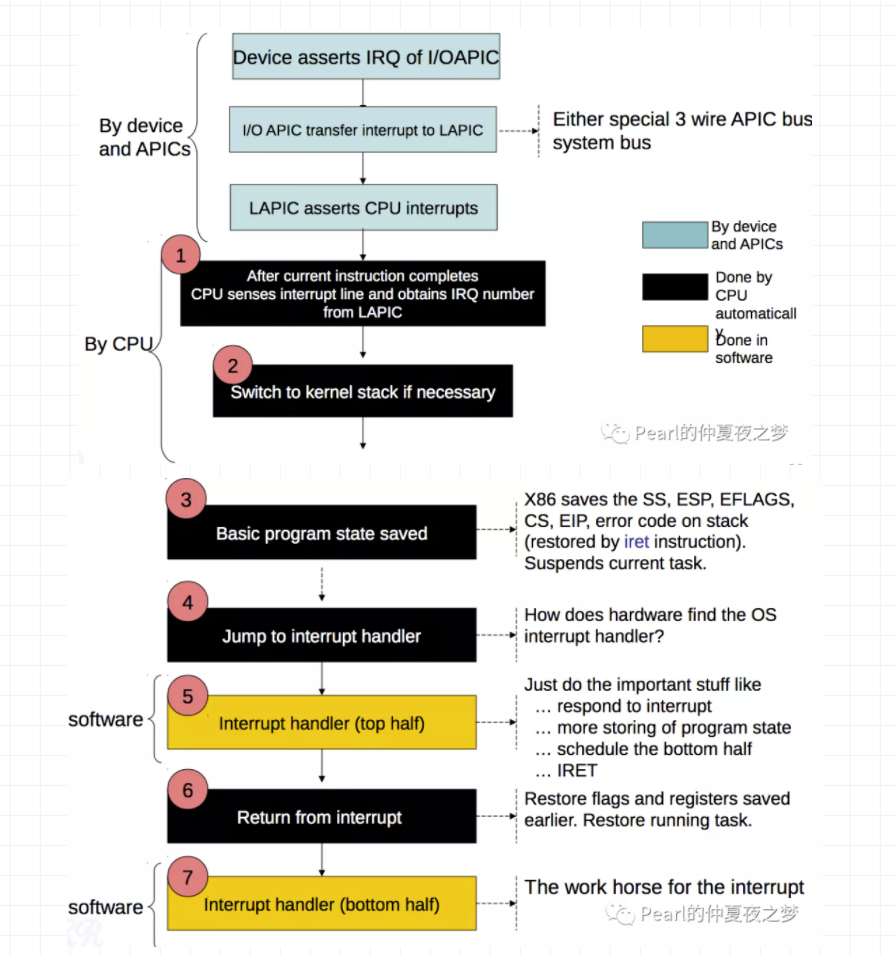 Device asserts IRQ of I/OAPIC
By device
and APICs
I/O APIC transfer interrupt to LAPIC
Either special 3 wire APIC bus
system bus
LAPIC asserts CPU interrupts
By device
and APICs
1
After current instruction completes
CPU senses interrupt line and obtains IRQ number
from LAPIC
Done by
CPU
automaticall
y
By CPU
Done in
software
2
Switch to kernel stack if necessary
Pearl的仲夏夜之梦
3
Basic program state saved
X86 saves the SS, ESP, EFLAGS,
CS, EIP, error code on stack
(restored by iret instruction).
Suspends current task.
4
Jump to interrupt handler
How does hardware find the OS
interrupt handler?
software
5
Interrupt handler (top half)
Just do the important stuff like
… respond to interrupt
… more storing of program state
… schedule the bottom half
… IRET
6
Return from interrupt
Restore flags and registers saved
earlier. Restore running task.
software
7
Interrupt handler (bottom half)
The work horse for the interrupt
Pearl的仲夏夜之梦